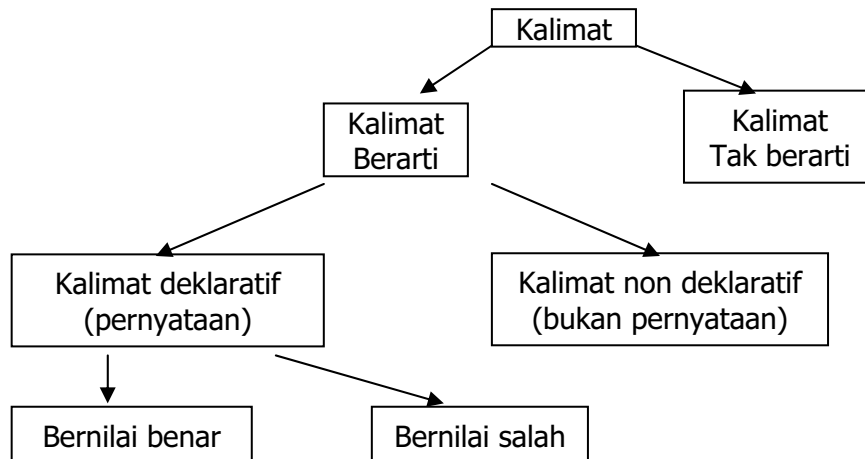 Kalimat
Kalimat
Berarti
Kalimat
Tak berarti
Kalimat deklaratif
(pernyataan)
Kalimat non deklaratif
(bukan pernyataan)
Bernilai benar
Bernilai salah